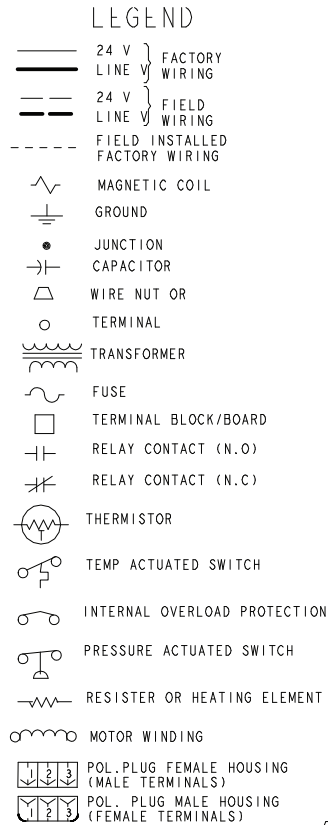 LEGEND
24 V
LINE V
FACTORY
WIRING
24 V
LINE V
FIELD
WIRING
FIELD INSTALLED
FACTORY WIRING
MAGNETIC COIL
GROUND
JUNCTION
CAPACITOR
WIRE NUT OR
TERMINAL
TRANSFORMER
FUSE
TERMINAL BLOCK/BOARD
RELAY CONTACT (N.O)
RELAY CONTACT (N.C)
THERMISTOR
T
TEMP ACTUATED SWITCH
INTERNAL OVERLOAD PROTECTION
PRESSURE ACTUATED SWITCH
RESISTER OR HEATING ELEMENT
MOTOR WINDING
1 2 3 POL.PLUG FEMALE HOUSING
(MALE TERMINALS)
1 2 3 POL. PLUG MALE HOUSING
(FEMALE TERMINALS)